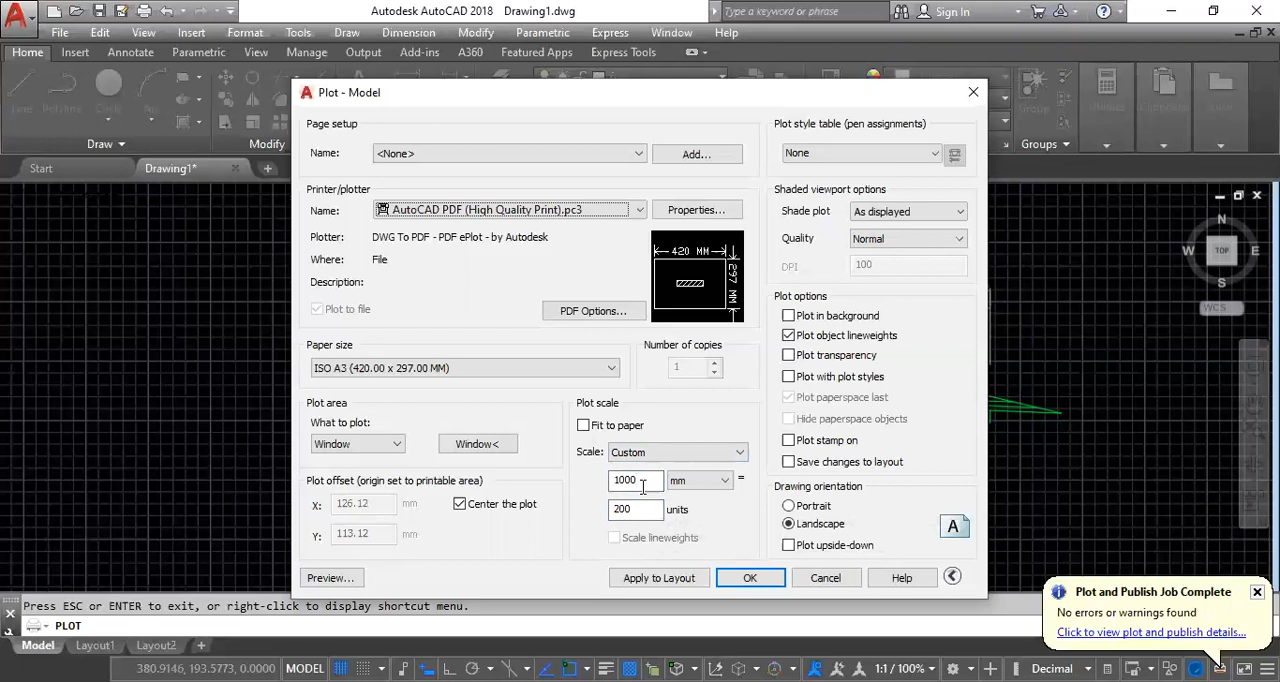 Autodesk AutoCAD 2018 Drawing1.dwg
Type a keyword or phrase
Sign In
File Edit View Insert Format Tools Draw Dimension Modify Parametric Express Window Help
Home Insert Annotate Parametric View Manage Output Add-ins A360 Featured Apps Express Tools
Draw Modify Groups
Start Drawing1*
Plot - Model
Page setup
Name: <None> Add...
Printer/plotter
Name: AutoCAD PDF (High Quality Print).pc3 Properties...
Plotter: DWG To PDF - PDF ePlot - by Autodesk
Where: File
Description:
Plot to file
PDF Options...
420 MM
297 MM
Paper size
ISO A3 (420.00 x 297.00 MM)
Number of copies
1
Plot area
What to plot:
Window Window<
Plot offset (origin set to printable area)
X: 126.12 mm
Y: 113.12 mm
Center the plot
Plot scale
Fit to paper
Scale: Custom
1000 mm =
200 units
Scale lineweights
Plot style table (pen assignments)
None
Shaded viewport options
Shade plot As displayed
Quality Normal
DPI 100
Plot options
Plot in background
Plot object lineweights
Plot transparency
Plot with plot styles
Plot paperspace last
Hide paperspace objects
Plot stamp on
Save changes to layout
Drawing orientation
Portrait
Landscape
Plot upside-down
A
Preview... Apply to Layout OK Cancel Help
N
W TOP E
S
WCS
Press ESC or ENTER to exit, or right-click to display shortcut menu.
PLOT
Plot and Publish Job Complete
No errors or warnings found
Click to view plot and publish details...
Model Layout1 Layout2 +
380.9146, 193.5773, 0.0000 MODEL 1:1 / 100% Decimal